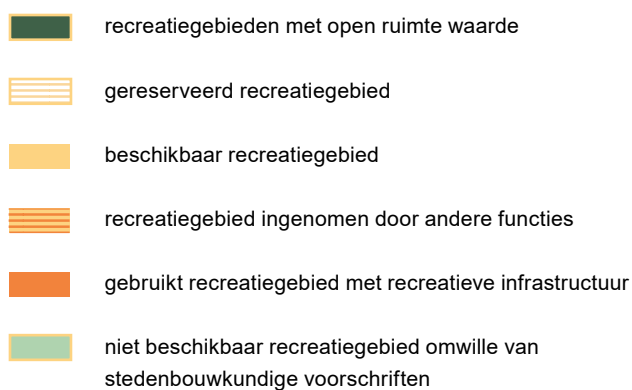 recreatiegebieden met open ruimte waarde
gereserveerd recreatiegebied
beschikbaar recreatiegebied
recreatiegebied ingenomen door andere functies
gebruikt recreatiegebied met recreatieve infrastructuur
niet beschikbaar recreatiegebied omwille van
stedenbouwkundige voorschriften